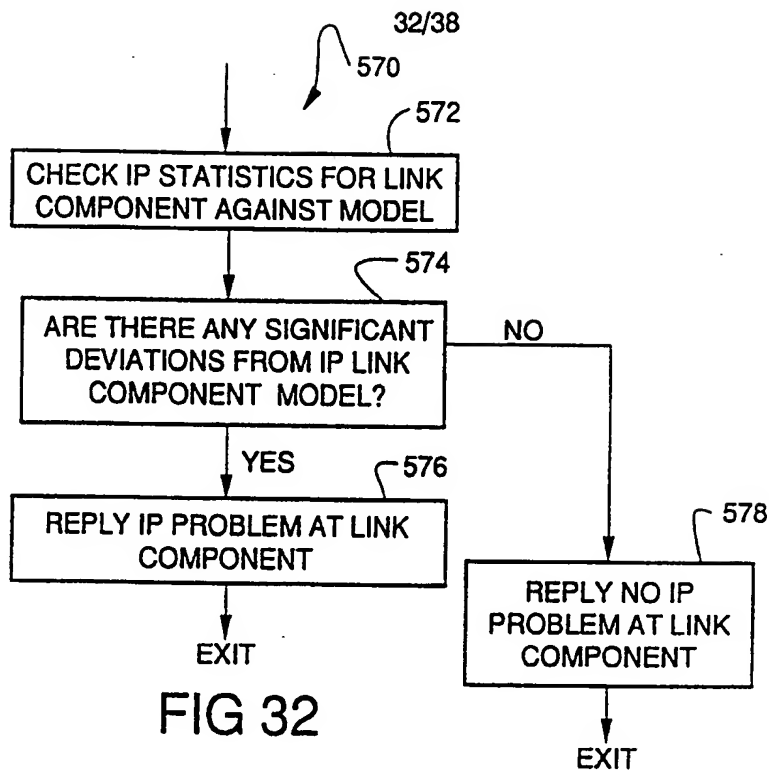 32/38
570
572
CHECK IP STATISTICS FOR LINK
COMPONENT AGAINST MODEL
574
ARE THERE ANY SIGNIFICANT
DEVIATIONS FROM IP LINK
COMPONENT MODEL?
NO
YES
576
REPLY IP PROBLEM AT LINK
COMPONENT
EXIT
578
REPLY NO IP
PROBLEM AT LINK
COMPONENT
EXIT
FIG 32